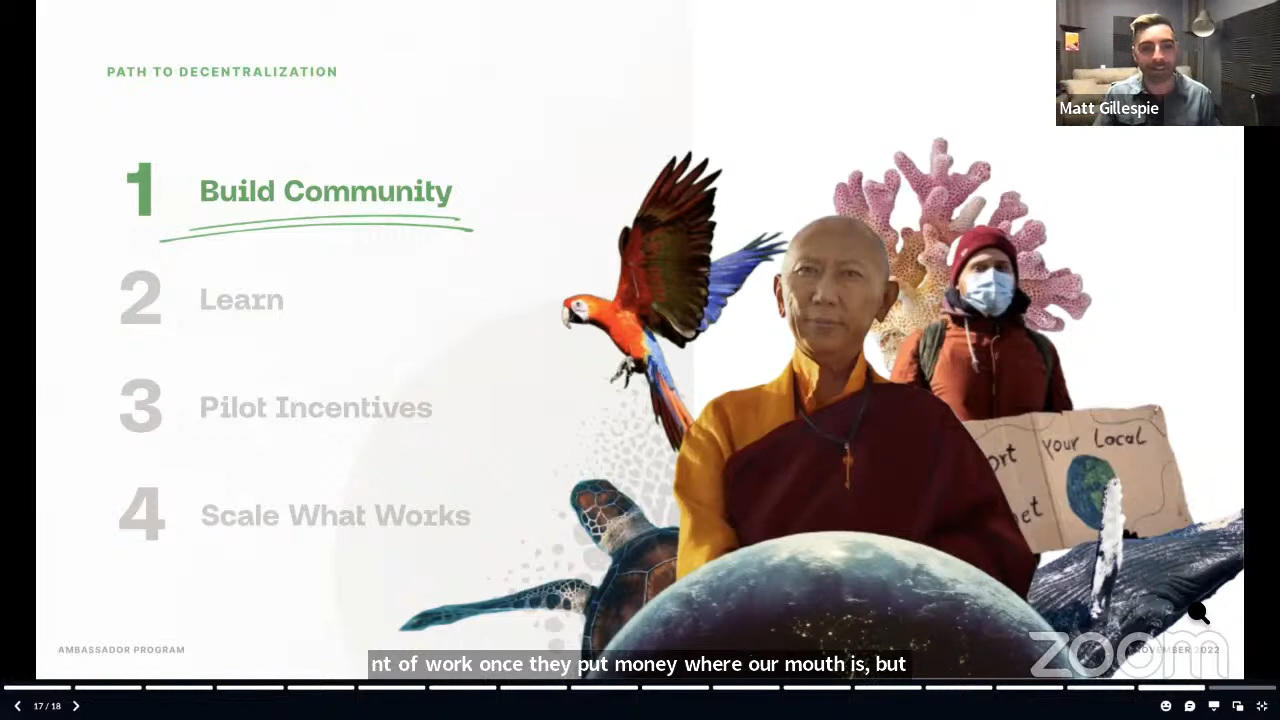 PATH TO DECENTRALIZATION
Matt Gillespie
1 Build Community
2 Learn
3 Pilot Incentives
4 Scale What Works
ort your Local
et
AMBASSADOR PROGRAM
NOVEMBER 2022
zoom
nt of work once they put money where our mouth is, but
17 / 18